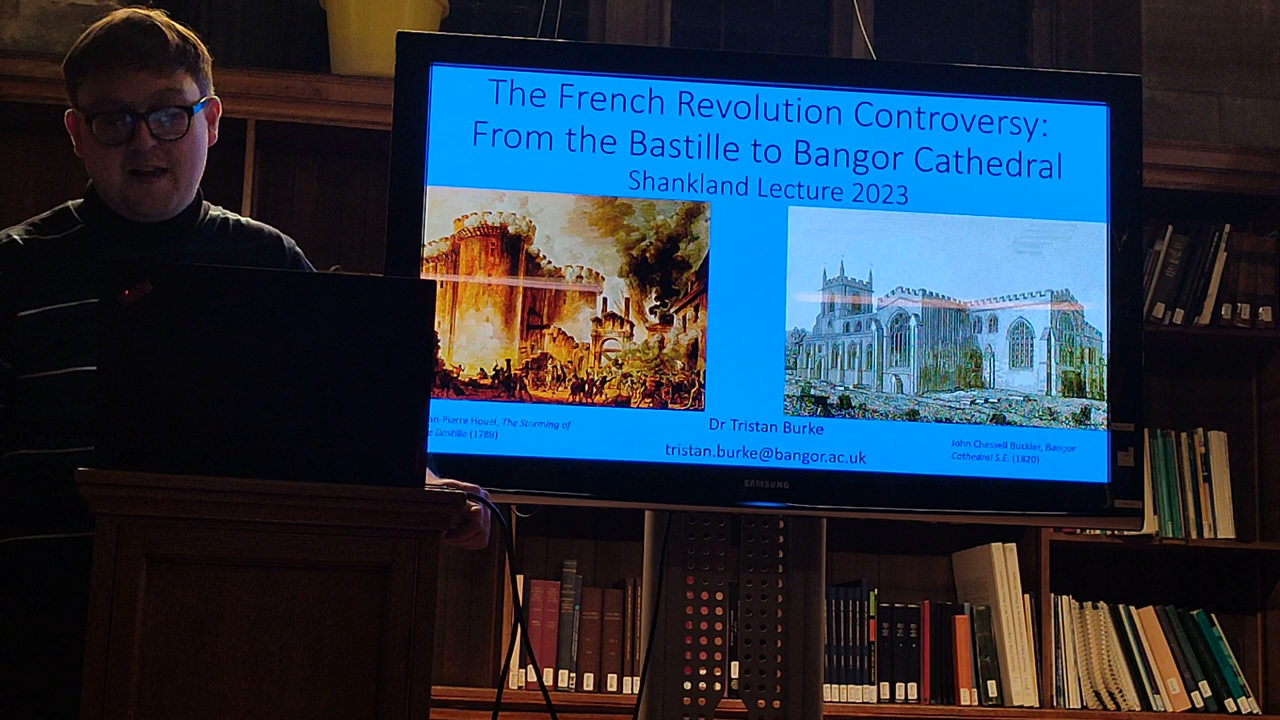 The French Revolution Controversy:
From the Bastille to Bangor Cathedral
Shankland Lecture 2023
Pierre Houël, The Storming of
Bastille (1789)
Dr Tristan Burke
tristan.burke@bangor.ac.uk
John Chessell Buckler, Bangor
Cathedral S.E. (1820)
SAMSUNG